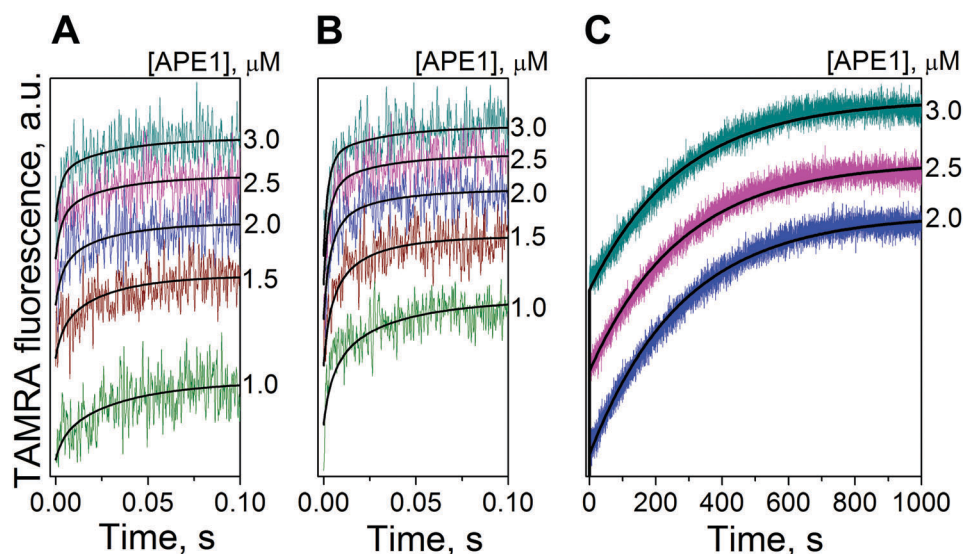 A
B
C
[APE1], μM
[APE1], μM
[APE1], μM
TAMRA fluorescence, a.u.
3.0
2.5
2.0
1.5
1.0
3.0
2.5
2.0
1.5
1.0
3.0
2.5
2.0
0.00 0.05 0.10
0.00 0.05 0.10
0 200 400 600 800 1000
Time, s
Time, s
Time, s